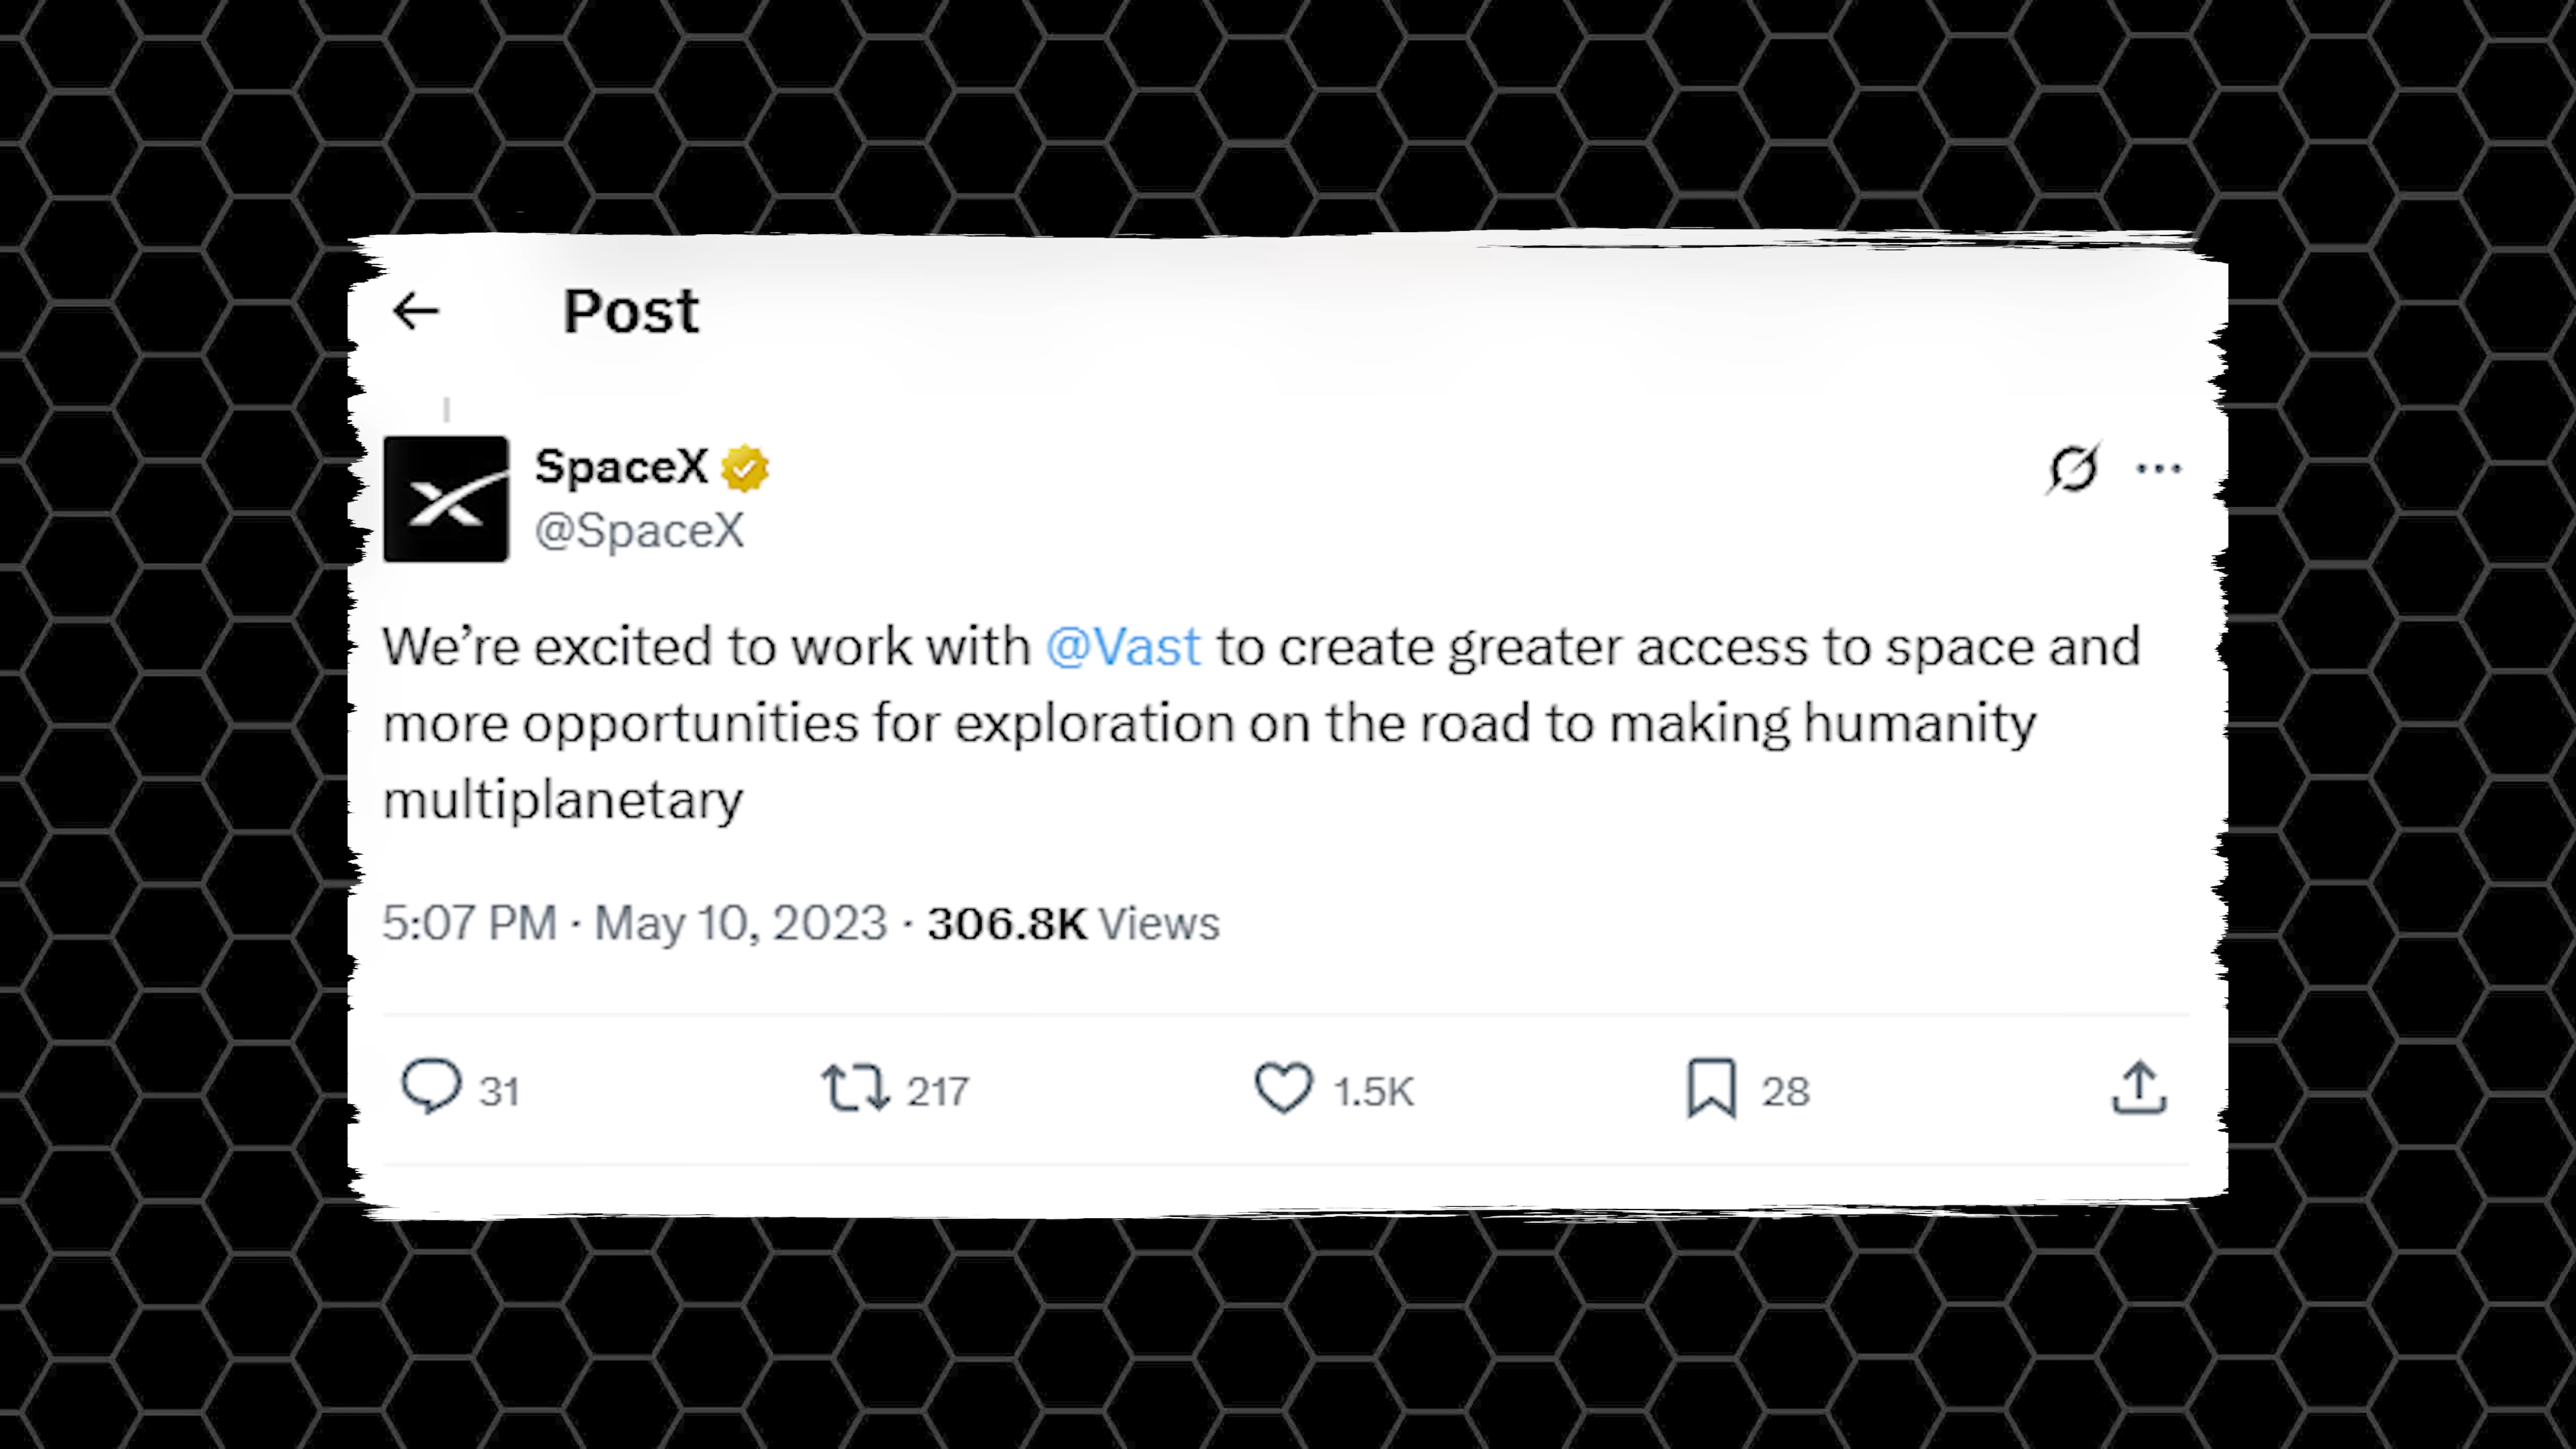 Post
SpaceX
@SpaceX
We’re excited to work with @Vast to create greater access to space and
more opportunities for exploration on the road to making humanity
multiplanetary
5:07 PM · May 10, 2023 · 306.8K Views
31 217 1.5K 28